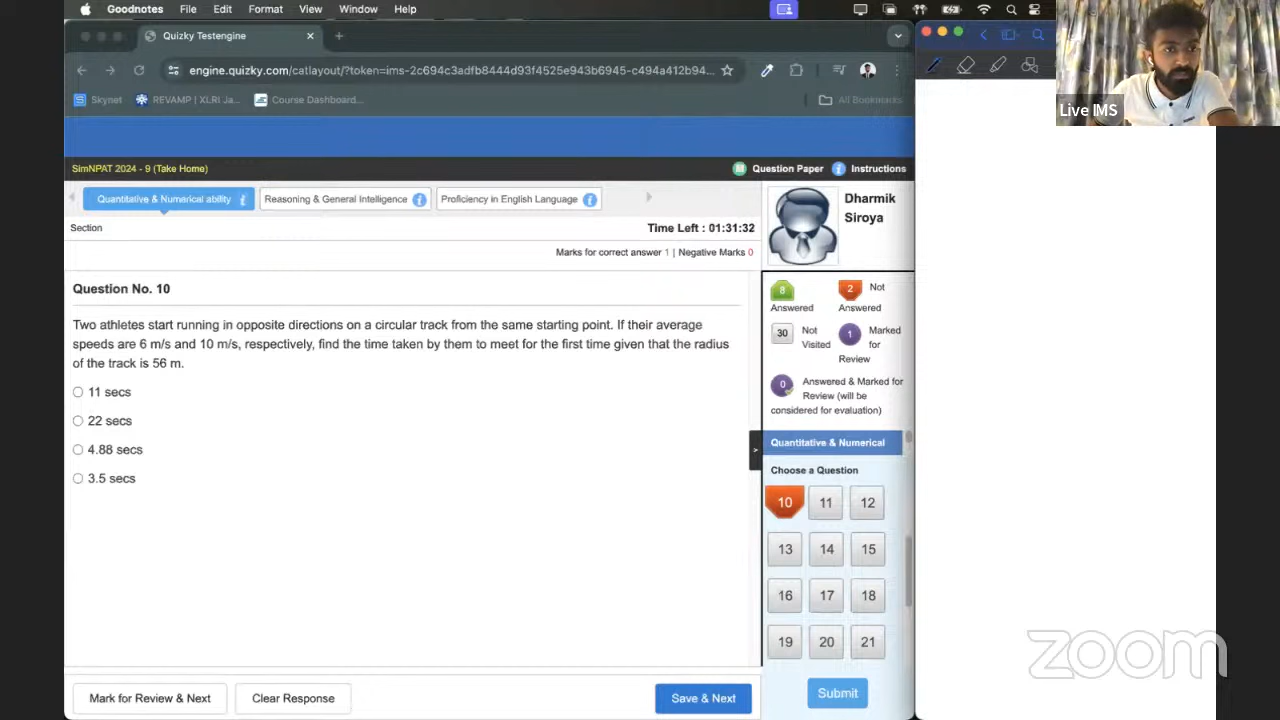 Goodnotes File Edit Format View Window Help
Quizky Testengine
engine.quizky.com/catlayout/?token=ims-2c694c3adfb8444d93f4525e943b6945-c494a412b94...
Skynet REVAMP | XLRI Ja... Course Dashboard... All Bookmarks
Live IMS
SimNPAT 2024 - 9 (Take Home) Question Paper i Instructions
Quantitative & Numerical ability i Reasoning & General Intelligence i Proficiency in English Language i
Dharmik
Siroya
Section Time Left : 01:31:32
Marks for correct answer 1 | Negative Marks 0
Question No. 10
Two athletes start running in opposite directions on a circular track from the same starting point. If their average
speeds are 6 m/s and 10 m/s, respectively, find the time taken by them to meet for the first time given that the radius
of the track is 56 m.
11 secs
22 secs
4.88 secs
3.5 secs
8 Answered
2 Not Answered
30 Not Visited
1 Marked for Review
0 Answered & Marked for
Review (will be
considered for evaluation)
>
Quantitative & Numerical
Choose a Question
10 11 12
13 14 15
16 17 18
19 20 21
Mark for Review & Next Clear Response Save & Next Submit
zoom